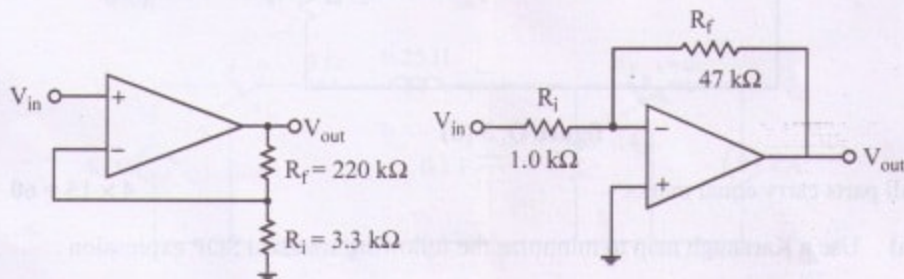 V_in
+
−
V_out
R_f = 220 kΩ
R_i = 3.3 kΩ
R_f
47 kΩ
R_i
V_in
1.0 kΩ
−
+
V_out